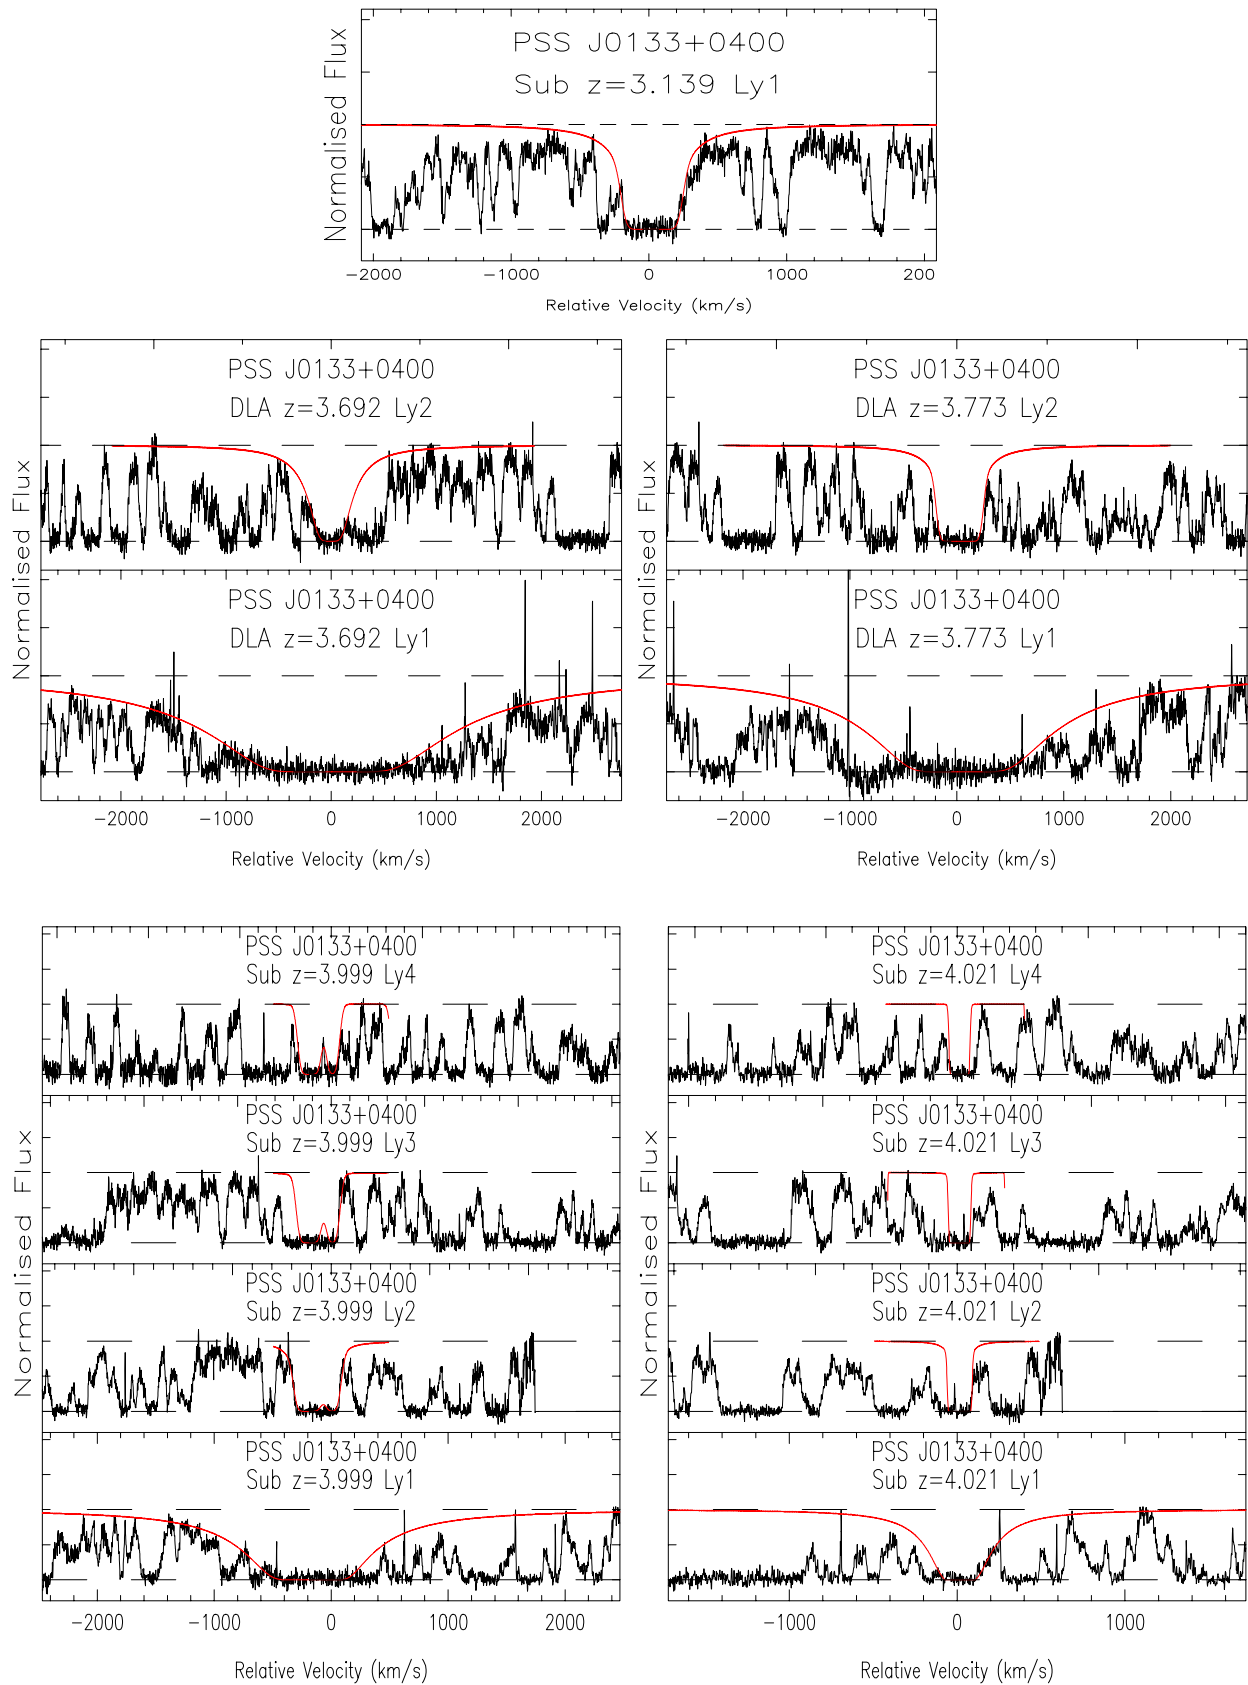 PSS J0133+0400
Sub z=3.139 Ly1
Normalised Flux
−2000 −1000 0 1000 200
Relative Velocity (km/s)
PSS J0133+0400
DLA z=3.692 Ly2
PSS J0133+0400
DLA z=3.692 Ly1
Normalised Flux
−2000 −1000 0 1000 2000
Relative Velocity (km/s)
PSS J0133+0400
DLA z=3.773 Ly2
PSS J0133+0400
DLA z=3.773 Ly1
Normalised Flux
−2000 −1000 0 1000 2000
Relative Velocity (km/s)
PSS J0133+0400
Sub z=3.999 Ly4
PSS J0133+0400
Sub z=3.999 Ly3
PSS J0133+0400
Sub z=3.999 Ly2
PSS J0133+0400
Sub z=3.999 Ly1
Normalised Flux
−2000 −1000 0 1000 2000
Relative Velocity (km/s)
PSS J0133+0400
Sub z=4.021 Ly4
PSS J0133+0400
Sub z=4.021 Ly3
PSS J0133+0400
Sub z=4.021 Ly2
PSS J0133+0400
Sub z=4.021 Ly1
Normalised Flux
−1000 0 1000
Relative Velocity (km/s)